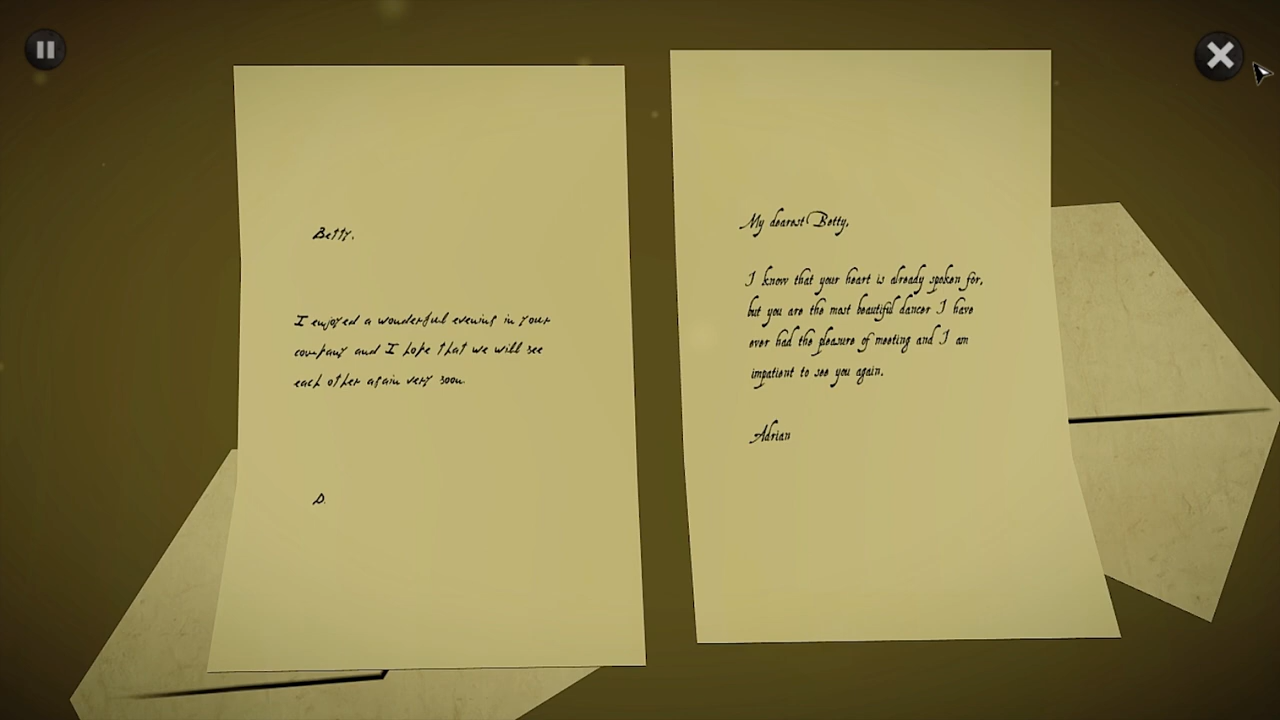 Betty.
I enjoyed a wonderful evening in your
company and I hope that we will see
each other again very soon.
D.
My dearest Betty,
I know that your heart is already spoken for,
but you are the most beautiful dancer I have
ever had the pleasure of meeting and I am
impatient to see you again.
Adrian